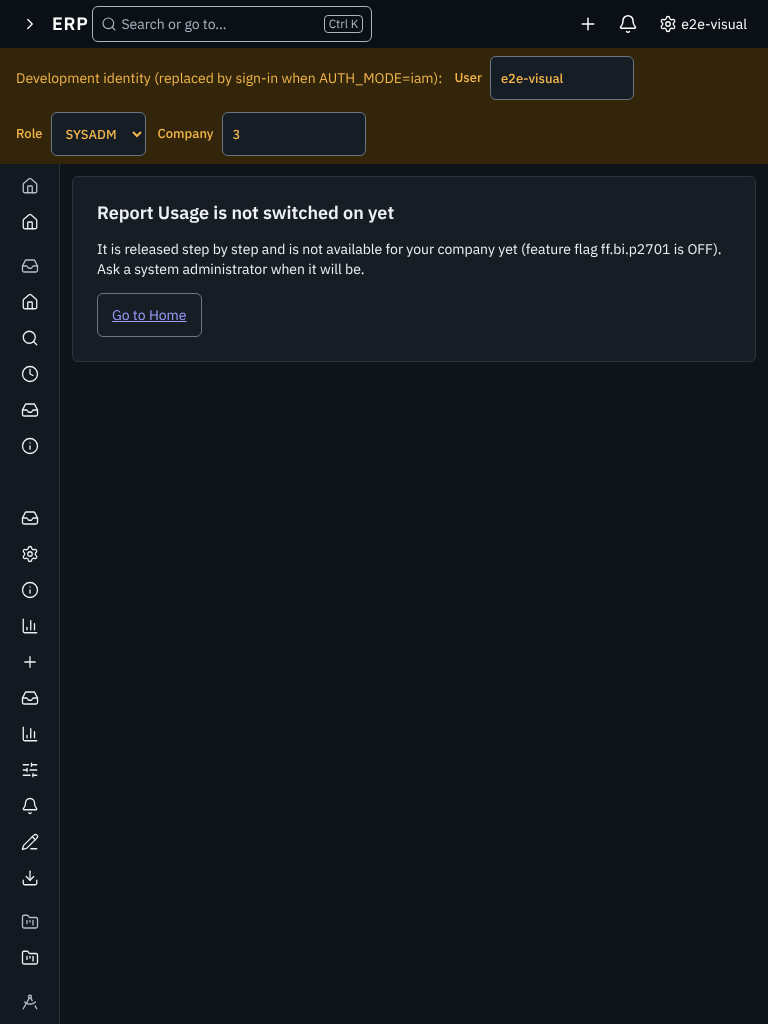 ERP
Search or go to...
Ctrl K
e2e-visual
Development identity (replaced by sign-in when AUTH_MODE=iam):
User
e2e-visual
Role
SYSADM
Company
3
Report Usage is not switched on yet
It is released step by step and is not available for your company yet (feature flag ff.bi.p2701 is OFF).
Ask a system administrator when it will be.
Go to Home